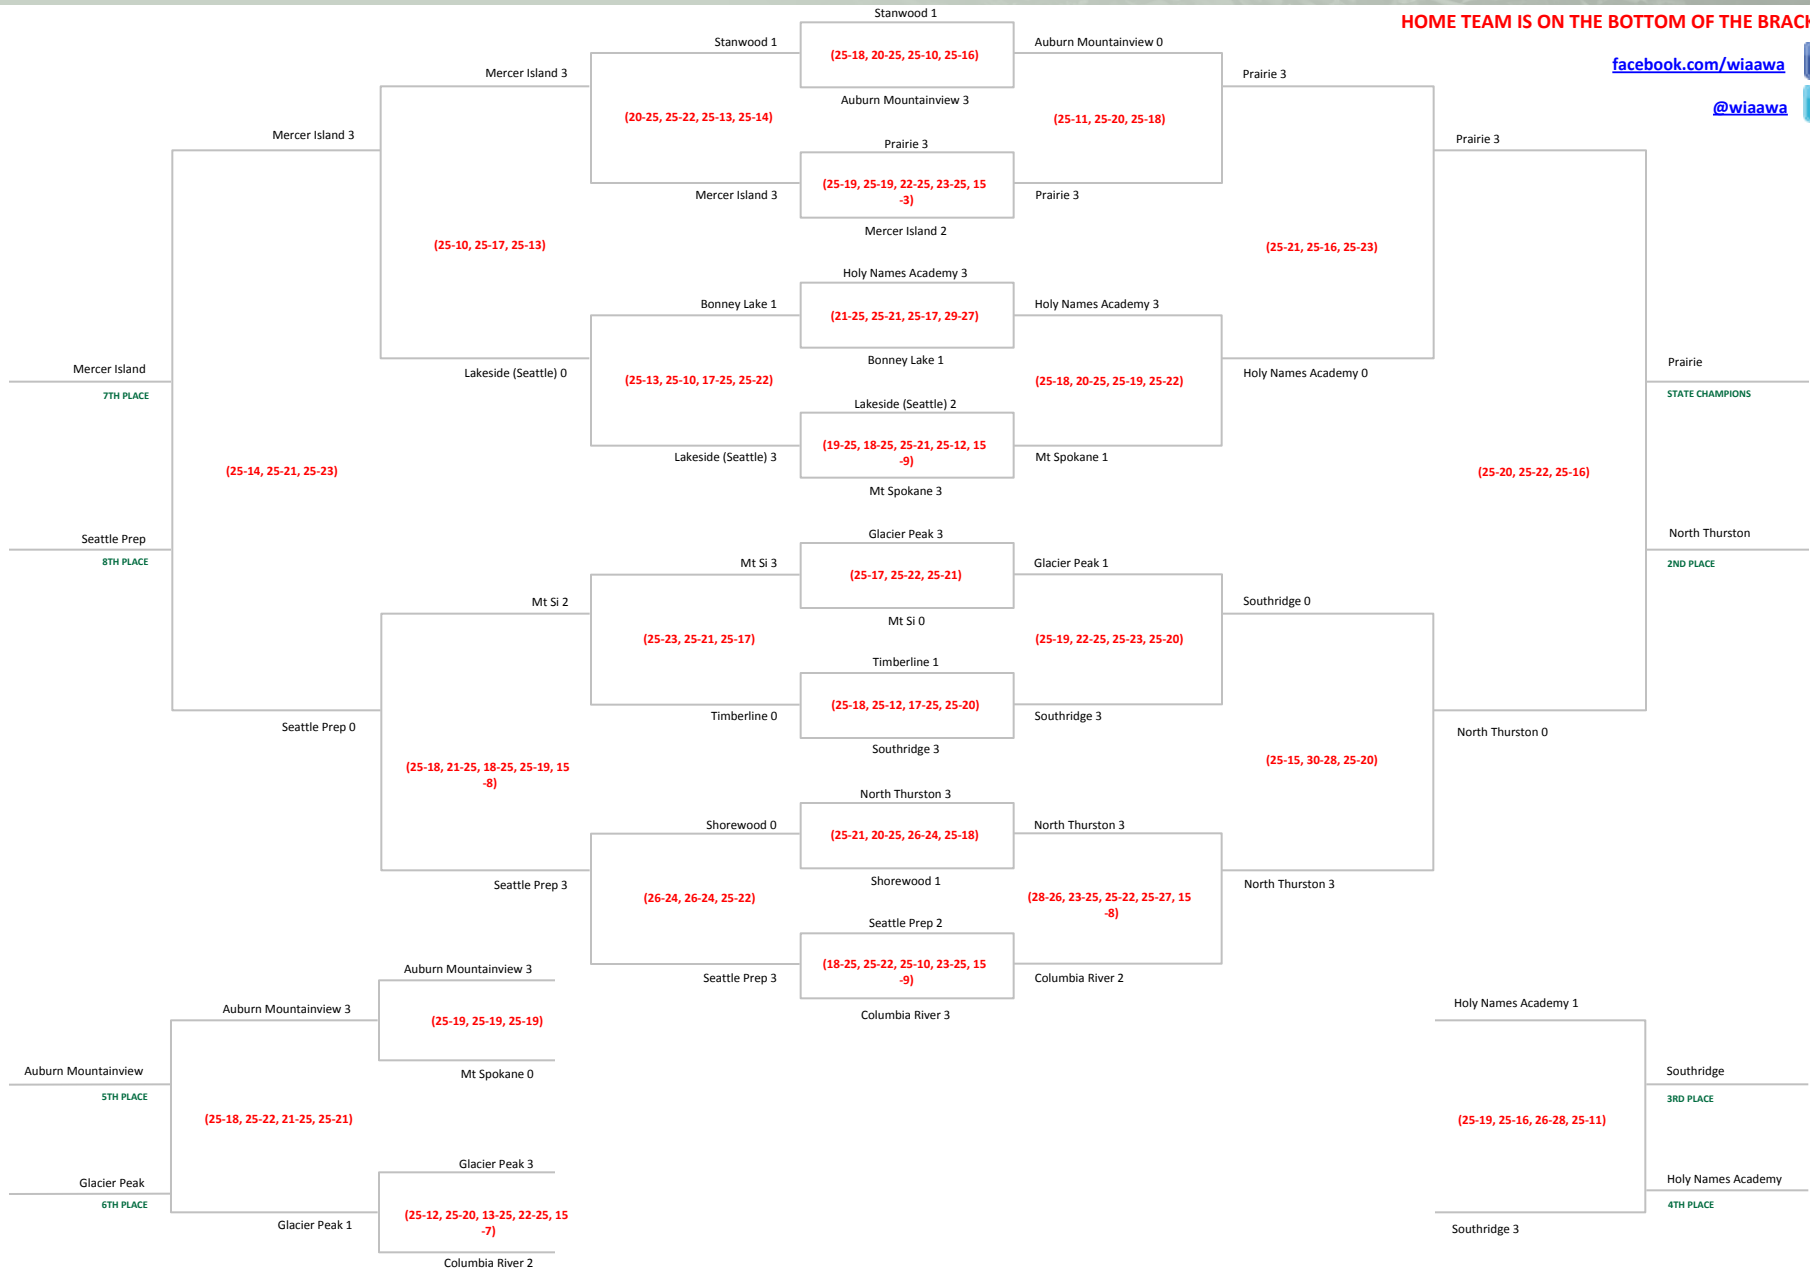 HOME TEAM IS ON THE BOTTOM OF THE BRACK
facebook.com/wiaawa
@wiaawa
Stanwood 1
(25-18, 20-25, 25-10, 25-16)
Auburn Mountainview 3
Prairie 3
(25-19, 25-19, 22-25, 23-25, 15
-3)
Mercer Island 2
Holy Names Academy 3
(21-25, 25-21, 25-17, 29-27)
Bonney Lake 1
Lakeside (Seattle) 2
(19-25, 18-25, 25-21, 25-12, 15
-9)
Mt Spokane 3
Glacier Peak 3
(25-17, 25-22, 25-21)
Mt Si 0
Timberline 1
(25-18, 25-12, 17-25, 25-20)
Southridge 3
North Thurston 3
(25-21, 20-25, 26-24, 25-18)
Shorewood 1
Seattle Prep 2
(18-25, 25-22, 25-10, 23-25, 15
-9)
Columbia River 3
Stanwood 1
(20-25, 25-22, 25-13, 25-14)
Mercer Island 3
Bonney Lake 1
(25-13, 25-10, 17-25, 25-22)
Lakeside (Seattle) 3
Mt Si 3
(25-23, 25-21, 25-17)
Timberline 0
Shorewood 0
(26-24, 26-24, 25-22)
Seattle Prep 3
Mercer Island 3
(25-10, 25-17, 25-13)
Lakeside (Seattle) 0
Mt Si 2
(25-18, 21-25, 18-25, 25-19, 15
-8)
Seattle Prep 3
Mercer Island 3
(25-14, 25-21, 25-23)
Seattle Prep 0
Mercer Island
7TH PLACE
Seattle Prep
8TH PLACE
Auburn Mountainview 0
(25-11, 25-20, 25-18)
Prairie 3
Holy Names Academy 3
(25-18, 20-25, 25-19, 25-22)
Mt Spokane 1
Glacier Peak 1
(25-19, 22-25, 25-23, 25-20)
Southridge 3
North Thurston 3
(28-26, 23-25, 25-22, 25-27, 15
-8)
Columbia River 2
Prairie 3
(25-21, 25-16, 25-23)
Holy Names Academy 0
Southridge 0
(25-15, 30-28, 25-20)
North Thurston 3
Prairie 3
(25-20, 25-22, 25-16)
North Thurston 0
Prairie
STATE CHAMPIONS
North Thurston
2ND PLACE
Auburn Mountainview 3
(25-19, 25-19, 25-19)
Mt Spokane 0
Glacier Peak 3
(25-12, 25-20, 13-25, 22-25, 15
-7)
Columbia River 2
Auburn Mountainview 3
(25-18, 25-22, 21-25, 25-21)
Glacier Peak 1
Auburn Mountainview
5TH PLACE
Glacier Peak
6TH PLACE
Holy Names Academy 1
(25-19, 25-16, 26-28, 25-11)
Southridge 3
Southridge
3RD PLACE
Holy Names Academy
4TH PLACE